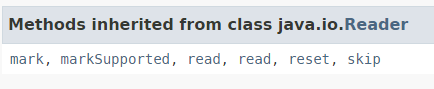 Methods inherited from class java.io.Reader
mark, markSupported, read, read, reset, skip